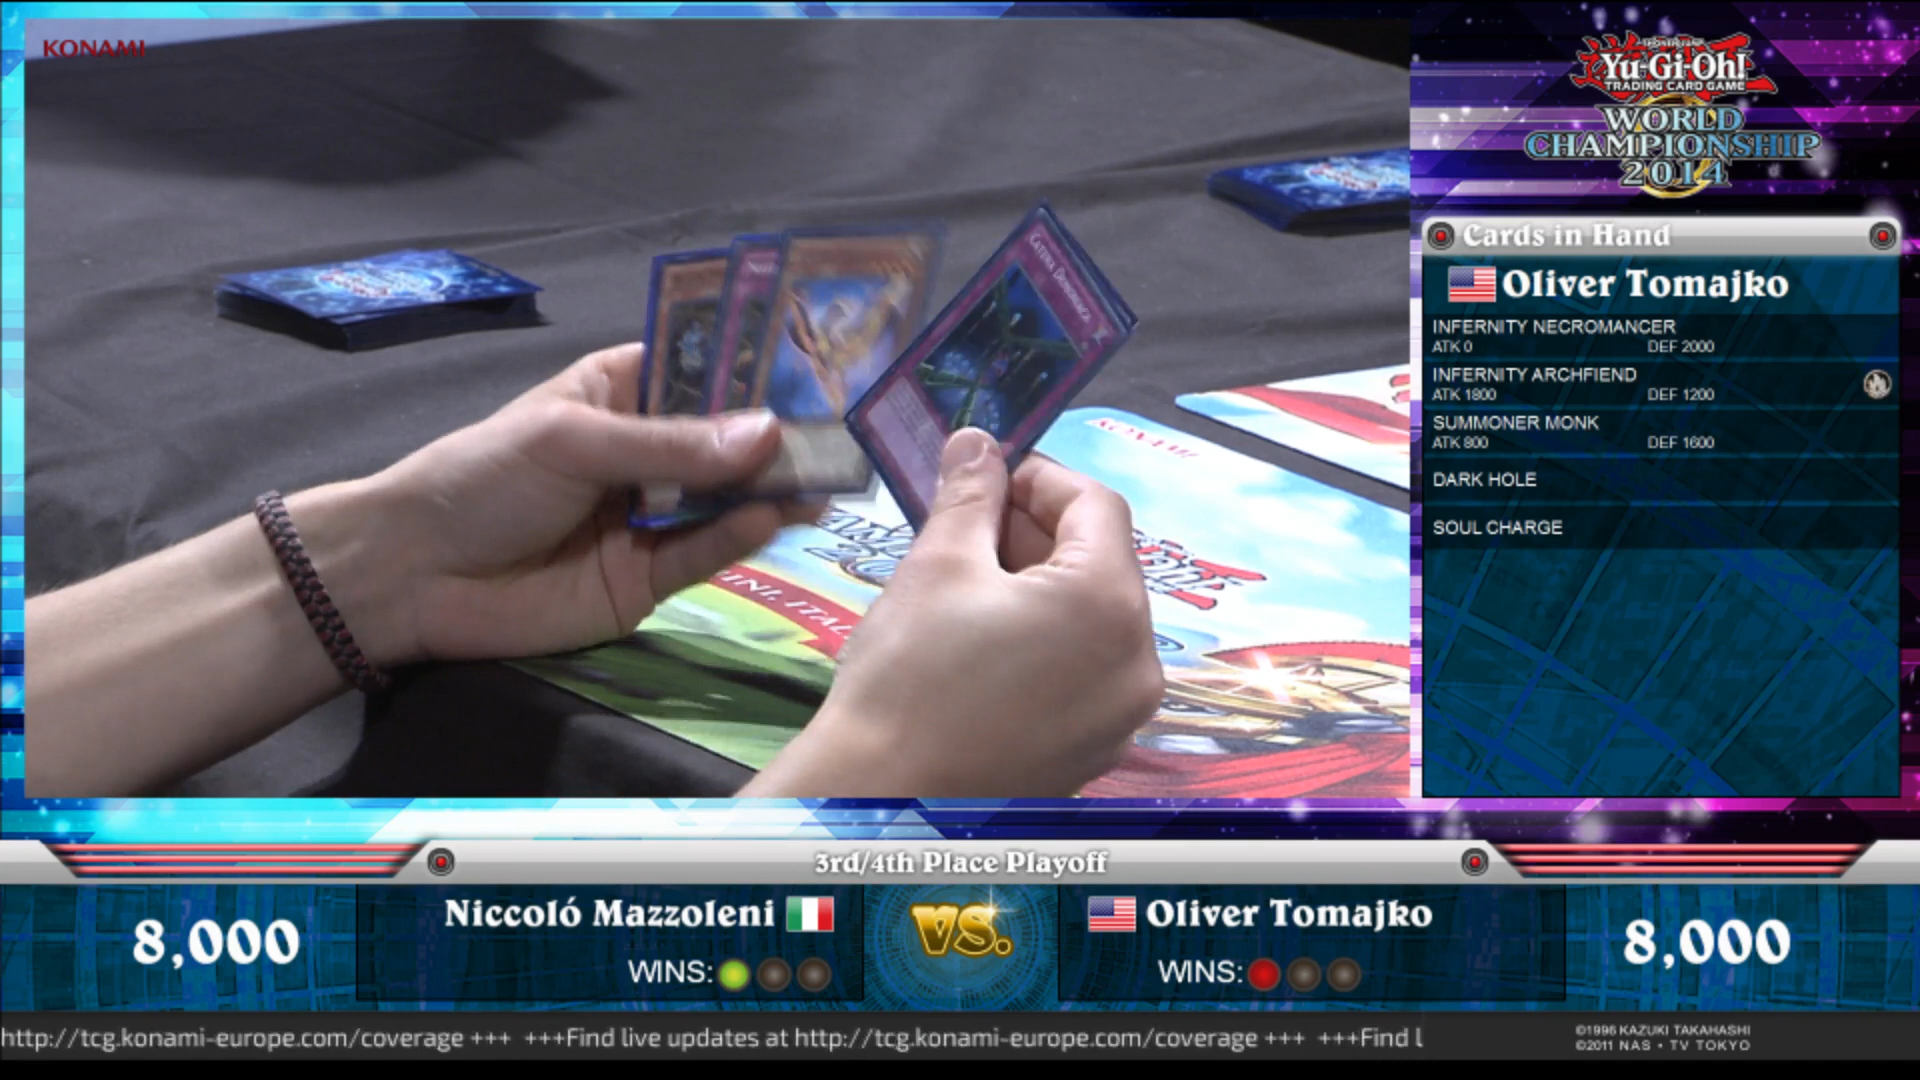 KONAMI
Yu-Gi-Oh!
TRADING CARD GAME
WORLD
CHAMPIONSHIP
2014
Cards in Hand
Oliver Tomajko
INFERNITY NECROMANCER
ATK 0 DEF 2000
INFERNITY ARCHFIEND
ATK 1800 DEF 1200
SUMMONER MONK
ATK 800 DEF 1600
DARK HOLE
SOUL CHARGE
KONAMI
3rd/4th Place Playoff
8,000
Niccoló Mazzoleni
WINS:
VS.
Oliver Tomajko
WINS:
8,000
http://tcg.konami-europe.com/coverage +++ +++Find live updates at http://tcg.konami-europe.com/coverage +++ +++Find l
©1996 KAZUKI TAKAHASHI
©2011 NAS • TV TOKYO